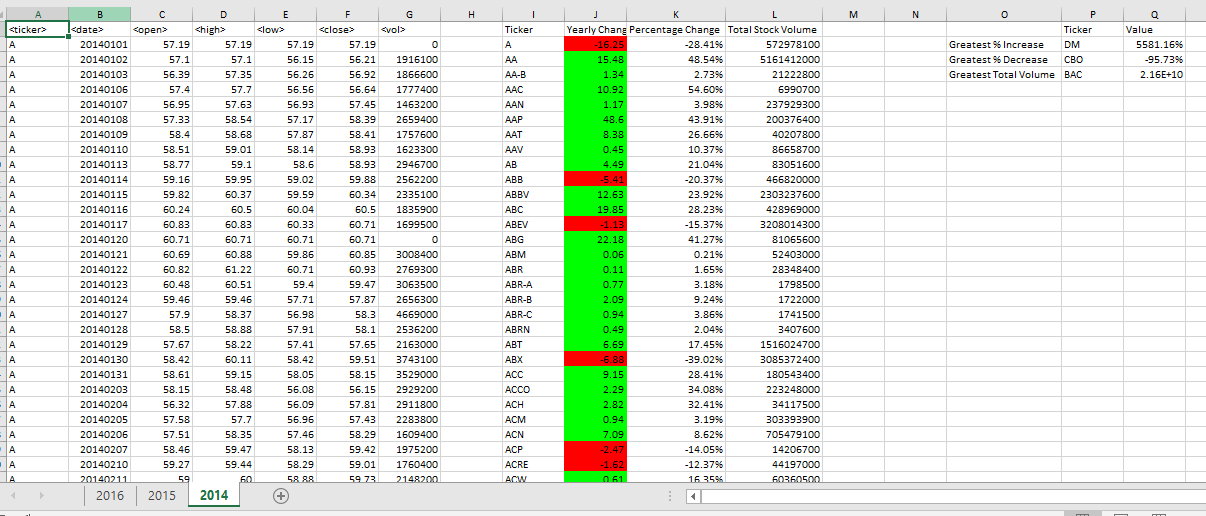 A B C D E F G H I J K L M N O P Q
<ticker> <date> <open> <high> <low> <close> <vol> Ticker Yearly Chang Percentage Change Total Stock Volume Ticker Value
A 20140101 57.19 57.19 57.19 57.19 0 A -16.25 -28.41% 572978100 Greatest % Increase DM 5581.16%
A 20140102 57.1 57.1 56.15 56.21 1916100 AA 15.48 48.54% 5161412000 Greatest % Decrease CBO -95.73%
A 20140103 56.39 57.35 56.26 56.92 1866600 AA-B 1.34 2.73% 21222800 Greatest Total Volume BAC 2.16E+10
A 20140106 57.4 57.7 56.56 56.64 1777400 AAC 10.92 54.60% 6990700
A 20140107 56.95 57.63 56.93 57.45 1463200 AAN 1.17 3.98% 237929300
A 20140108 57.33 58.54 57.17 58.39 2659400 AAP 48.6 43.91% 200376400
A 20140109 58.4 58.68 57.87 58.41 1757600 AAT 8.38 26.66% 40207800
A 20140110 58.51 59.01 58.14 58.93 1623300 AAV 0.45 10.37% 86658700
A 20140113 58.77 59.1 58.6 58.93 2946700 AB 4.49 21.04% 83051600
A 20140114 59.16 59.95 59.02 59.88 2562200 ABB -5.41 -20.37% 466820000
A 20140115 59.82 60.37 59.59 60.34 2335100 ABBV 12.63 23.92% 2303237600
A 20140116 60.24 60.5 60.04 60.5 1835900 ABC 19.85 28.23% 428969000
A 20140117 60.83 60.83 60.33 60.71 1699500 ABEV -1.13 -15.37% 3208014300
A 20140120 60.71 60.71 60.71 60.71 0 ABG 22.18 41.27% 81065600
A 20140121 60.69 60.88 59.86 60.85 3008400 ABM 0.06 0.21% 52403000
A 20140122 60.82 61.22 60.71 60.93 2769300 ABR 0.11 1.65% 28348400
A 20140123 60.48 60.51 59.4 59.47 3063500 ABR-A 0.77 3.18% 1798500
A 20140124 59.46 59.46 57.71 57.87 2656300 ABR-B 2.09 9.24% 1722000
A 20140127 57.9 58.37 56.98 58.3 4669000 ABR-C 0.94 3.86% 1741500
A 20140128 58.5 58.88 57.91 58.1 2536200 ABRN 0.49 2.04% 3407600
A 20140129 57.67 58.22 57.41 57.65 2163000 ABT 6.69 17.45% 1516024700
A 20140130 58.42 60.11 58.42 59.51 3743100 ABX -6.88 -39.02% 3085372400
A 20140131 58.61 59.15 58.05 58.15 3529000 ACC 9.15 28.41% 180543400
A 20140203 58.15 58.48 56.08 56.15 2929200 ACCO 2.29 34.08% 223248000
A 20140204 56.32 57.88 56.09 57.81 2911800 ACH 2.82 32.41% 34117500
A 20140205 57.58 57.7 56.96 57.43 2283800 ACM 0.94 3.19% 303393900
A 20140206 57.51 58.35 57.46 58.29 1609400 ACN 7.09 8.62% 705479100
A 20140207 58.46 59.47 58.13 59.42 1975200 ACP -2.47 -14.05% 14206700
A 20140210 59.27 59.44 58.29 59.01 1760400 ACRE -1.62 -12.37% 44197000
A 20140211 59 60 58.88 59.73 2148200 ACW 0.61 16.35% 60360500
2016 2015 2014